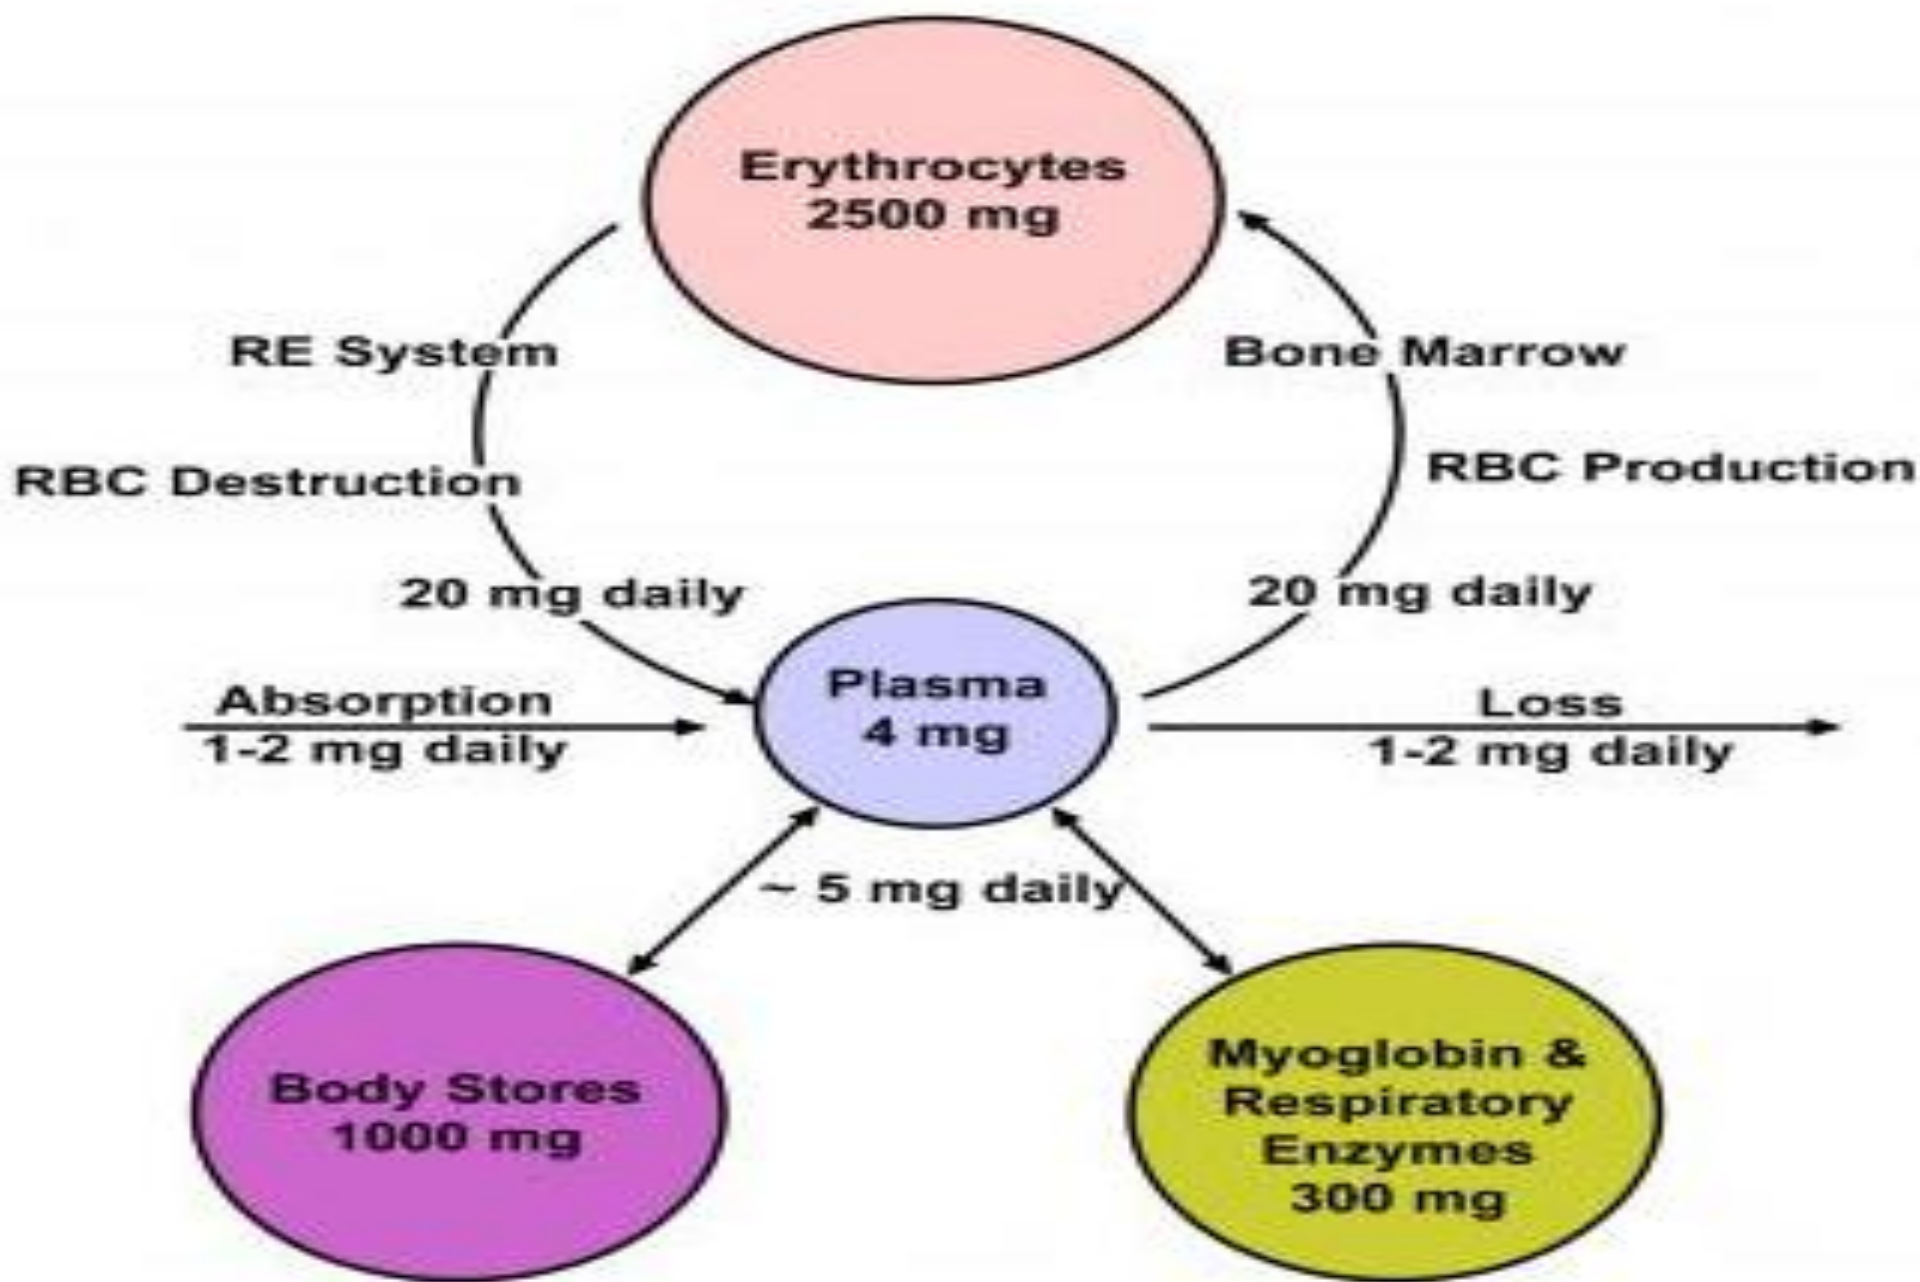 Erythrocytes
2500 mg
RE System
Bone Marrow
RBC Destruction
RBC Production
20 mg daily
20 mg daily
Absorption
1-2 mg daily
Plasma
4 mg
Loss
1-2 mg daily
~ 5 mg daily
Body Stores
1000 mg
Myoglobin &
Respiratory
Enzymes
300 mg